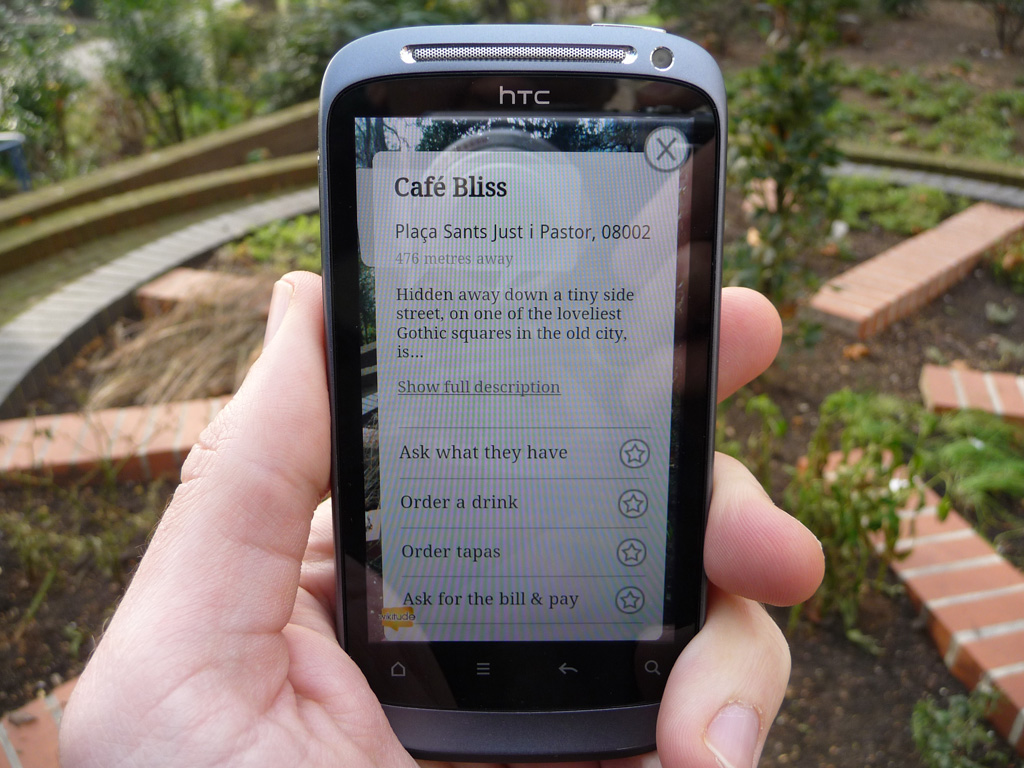 hTC
Café Bliss
Plaça Sants Just i Pastor, 08002
476 metres away
Hidden away down a tiny side
street, on one of the loveliest
Gothic squares in the old city,
is...
Show full description
Ask what they have
Order a drink
Order tapas
Ask for the bill & pay
wikitude